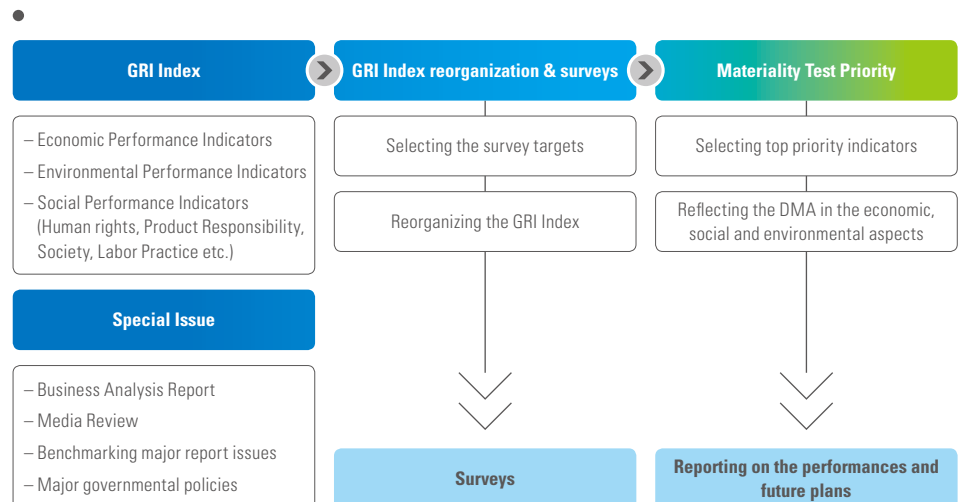 GRI Index
– Economic Performance Indicators
– Environmental Performance Indicators
– Social Performance Indicators
(Human rights, Product Responsibility,
Society, Labor Practice etc.)
Special Issue
– Business Analysis Report
– Media Review
– Benchmarking major report issues
– Major governmental policies
GRI Index reorganization & surveys
Selecting the survey targets
Reorganizing the GRI Index
Surveys
Materiality Test Priority
Selecting top priority indicators
Reflecting the DMA in the economic,
social and environmental aspects
Reporting on the performances and
future plans